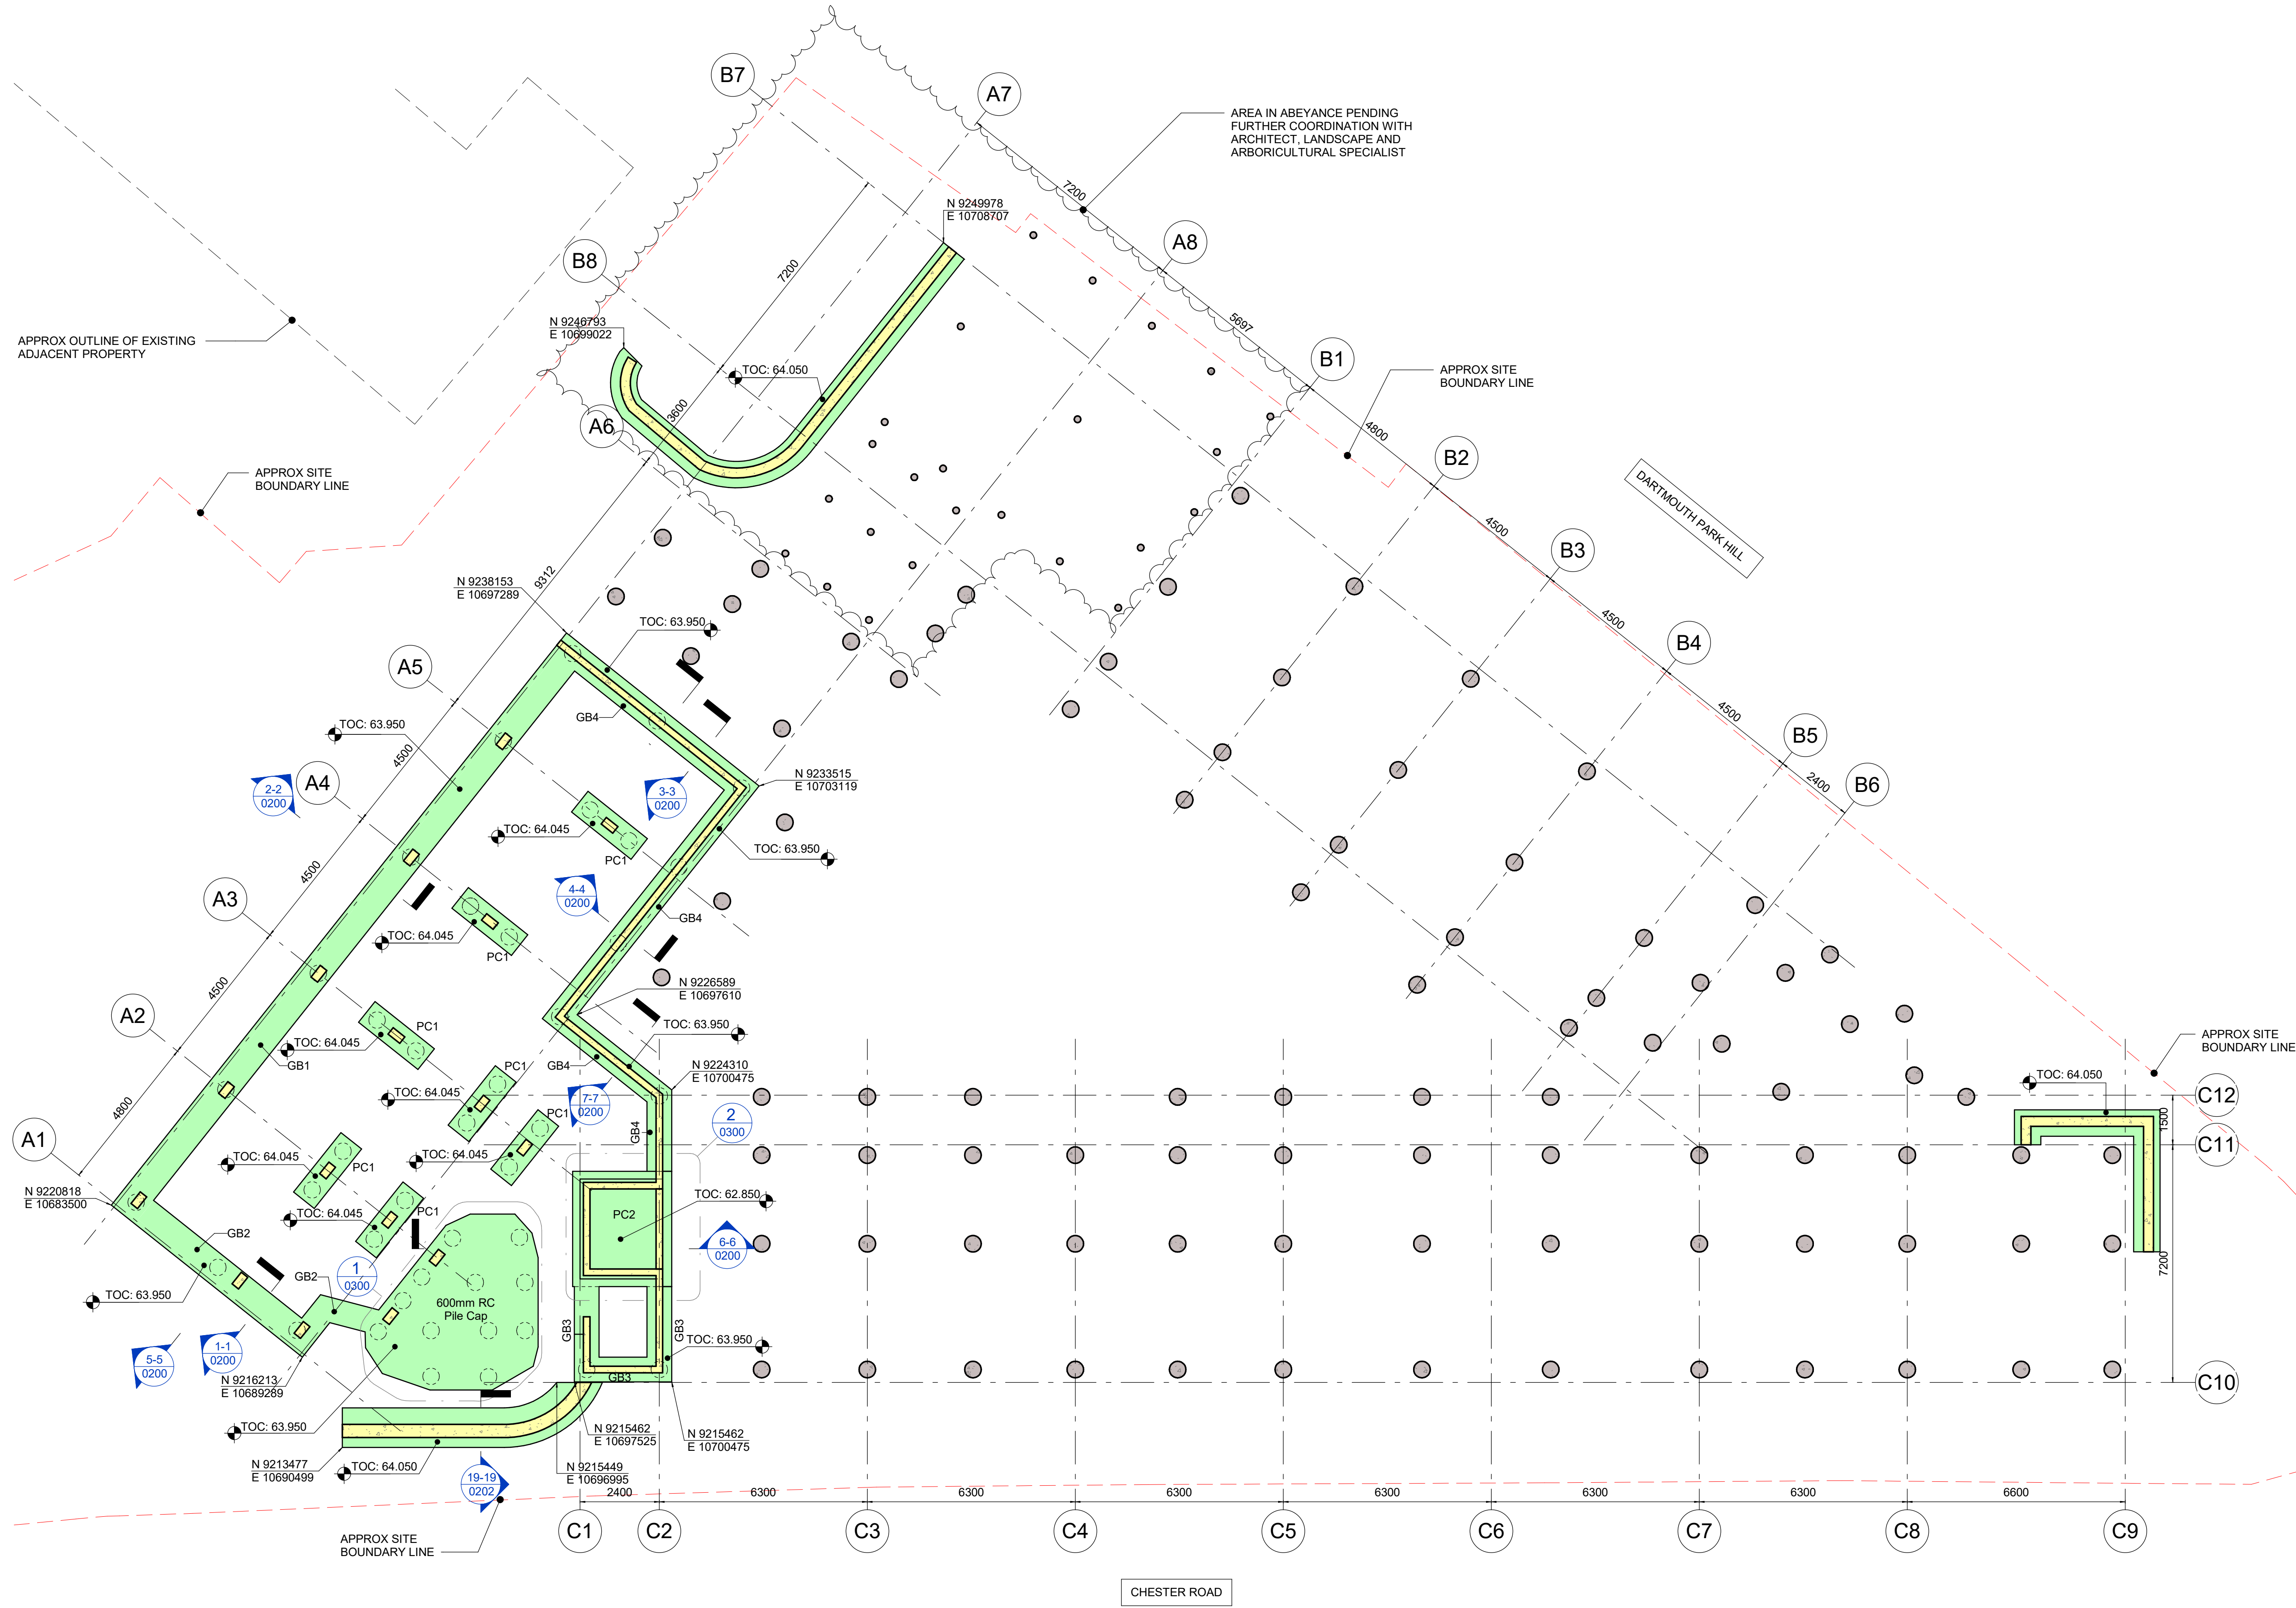 B7
A7
AREA IN ABEYANCE PENDING
FURTHER COORDINATION WITH
ARCHITECT, LANDSCAPE AND
ARBORICULTURAL SPECIALIST
7200
N 9249978
E 10708707
A8
B8
7200
5697
N 9246793
E 10699022
APPROX OUTLINE OF EXISTING
ADJACENT PROPERTY
B1
TOC: 64.050
APPROX SITE
BOUNDARY LINE
3600
A6
4800
B2
APPROX SITE
BOUNDARY LINE
DARTMOUTH PARK HILL
4500
B3
9312
N 9238153
E 10697289
4500
TOC: 63.950
B4
A5
4500
GB4
TOC: 63.950
B5
4500
2400
A4
2-2
0200
3-3
0200
N 9233515
E 10703119
B6
TOC: 64.045
PC1
TOC: 63.950
4500
A3
4-4
0200
GB4
TOC: 64.045
PC1
4500
N 9226589
E 10697610
A2
PC1
TOC: 63.950
TOC: 64.045
APPROX SITE
BOUNDARY LINE
GB1
GB4
PC1
N 9224310
E 10700475
TOC: 64.050
TOC: 64.045
C12
4800
7-7
0200
PC1
2
0300
1500
A1
GB4
C11
TOC: 64.045
TOC: 64.045
PC1
N 9220818
E 10683500
TOC: 62.850
TOC: 64.045
PC1
PC2
GB2
6-6
0200
7200
GB2
1
0300
TOC: 63.950
600mm RC
Pile Cap
GB3
GB3
TOC: 63.950
5-5
0200
1-1
0200
N 9216213
E 10689289
GB3
C10
TOC: 63.950
N 9215462
E 10697525
N 9215462
E 10700475
N 9213477
E 10690499
TOC: 64.050
N 9215449
E 10696995
19-19
0202
2400
6300
6300
6300
6300
6300
6300
6600
APPROX SITE
BOUNDARY LINE
C1
C2
C3
C4
C5
C6
C7
C8
C9
CHESTER ROAD